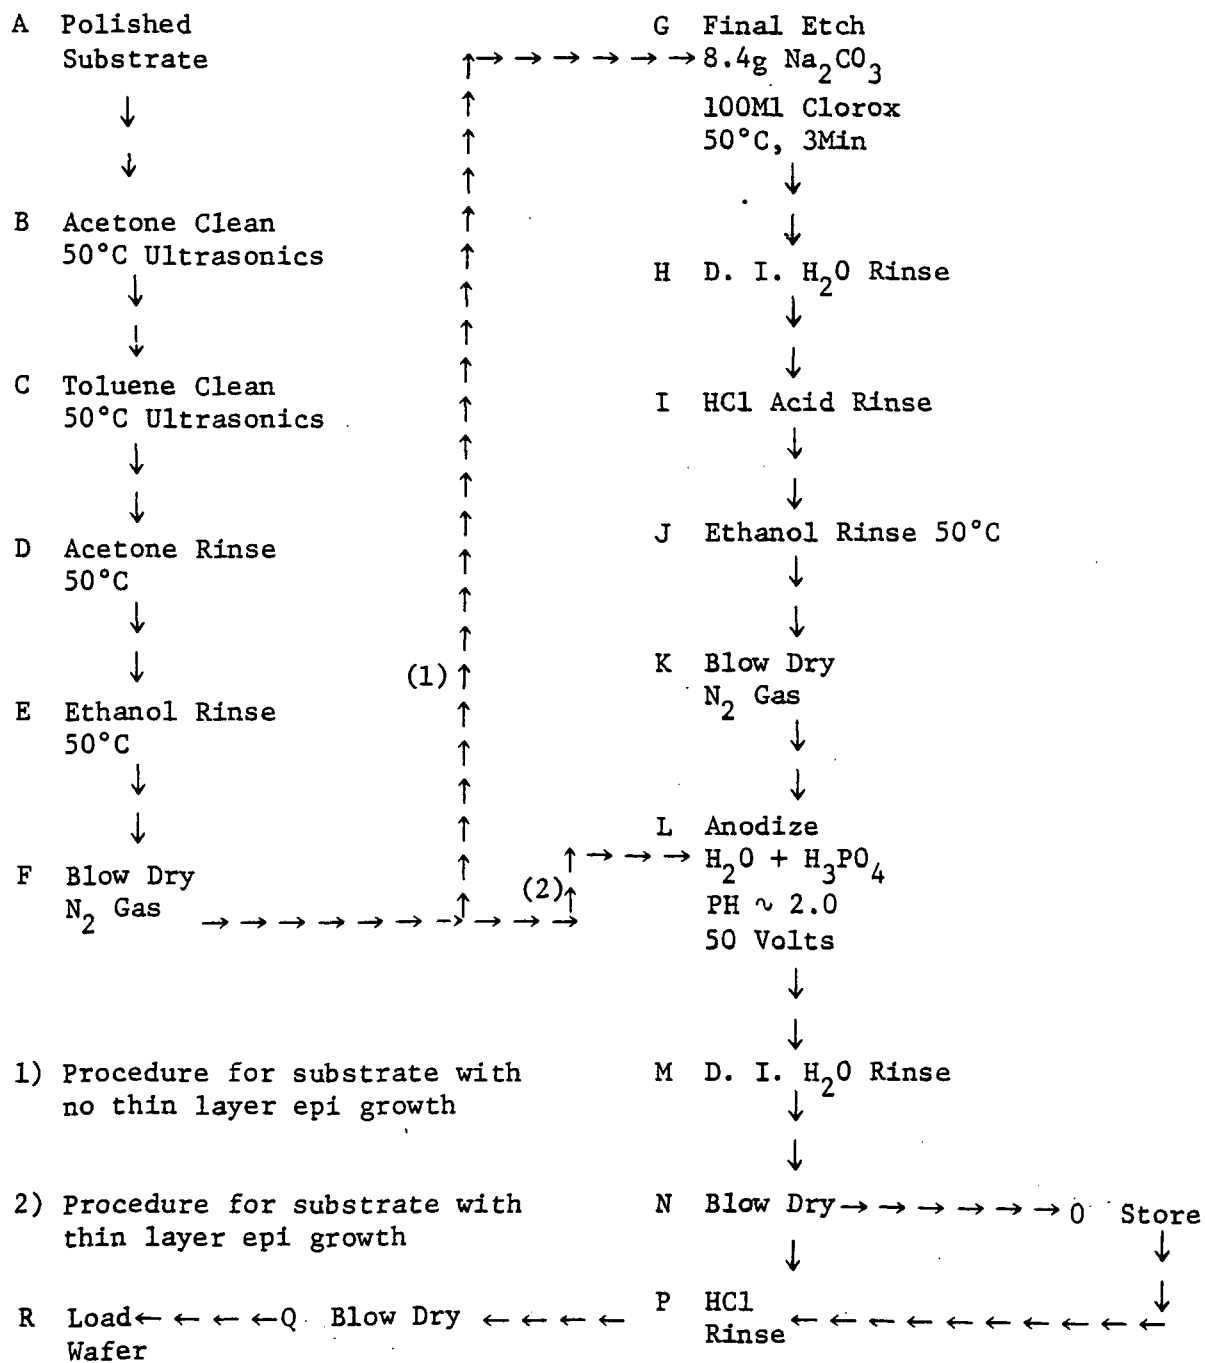 A Polished
Substrate
B Acetone Clean
50°C Ultrasonics
C Toluene Clean
50°C Ultrasonics
D Acetone Rinse
50°C
E Ethanol Rinse
50°C
F Blow Dry
N2 Gas
(1)
(2)
G Final Etch
8.4g Na2CO3
100Ml Clorox
50°C, 3Min
H D. I. H2O Rinse
I HCl Acid Rinse
J Ethanol Rinse 50°C
K Blow Dry
N2 Gas
L Anodize
H2O + H3PO4
PH ~ 2.0
50 Volts
M D. I. H2O Rinse
N Blow Dry
O Store
P HCl
Rinse
Q Blow Dry
R Load
Wafer
1) Procedure for substrate with
no thin layer epi growth
2) Procedure for substrate with
thin layer epi growth